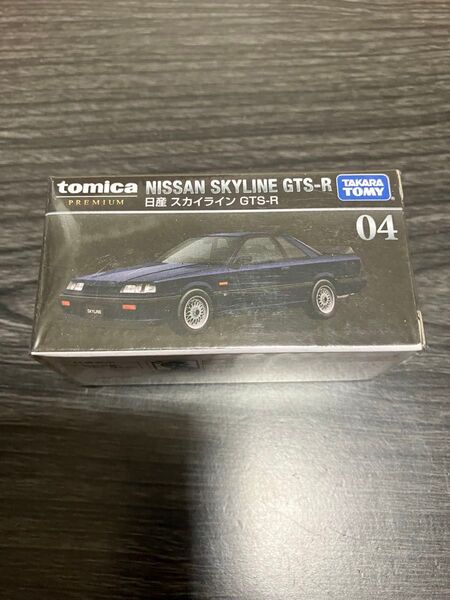 tomica NISSAN SKYLINE GTS-R TAKARA
PREMIUM 日産 スカイライン GTS-R TOMY
04
SKYLINE